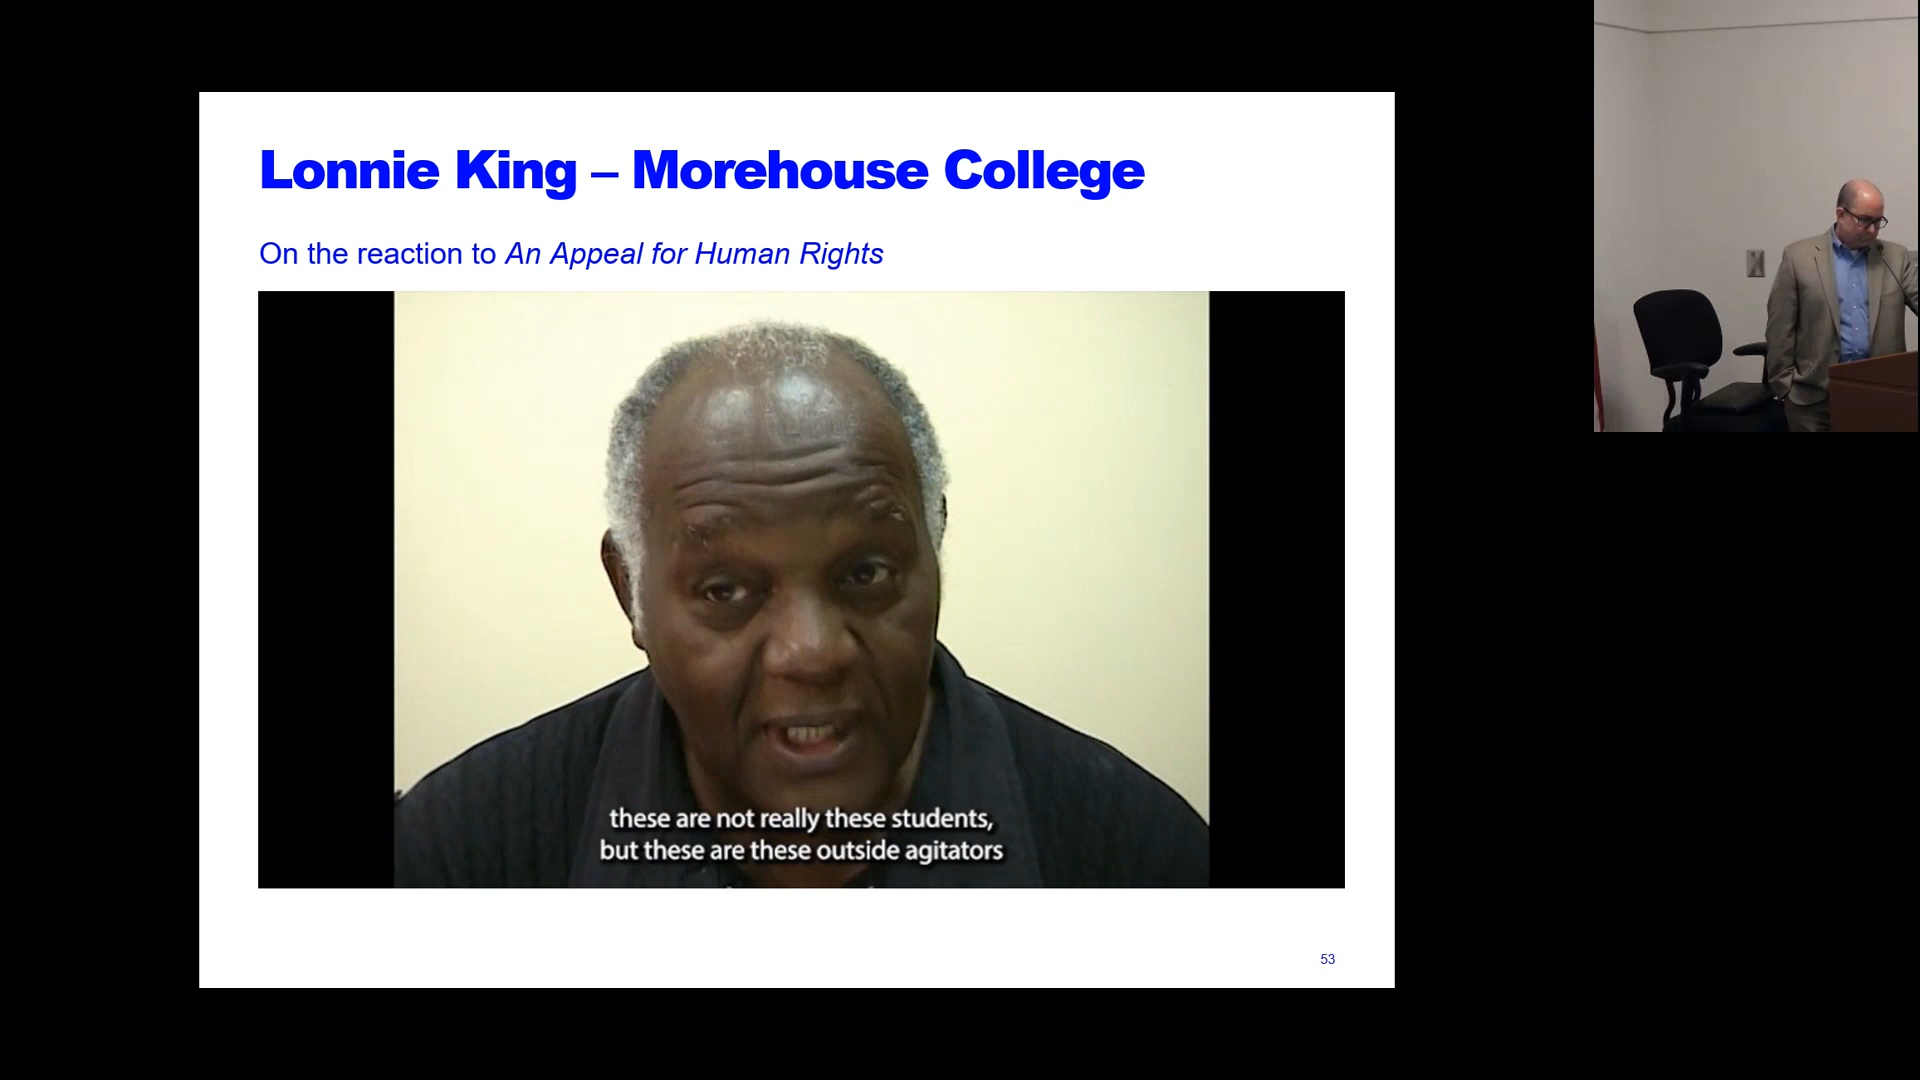 Lonnie King – Morehouse College
On the reaction to An Appeal for Human Rights
these are not really these students,
but these are these outside agitators
53